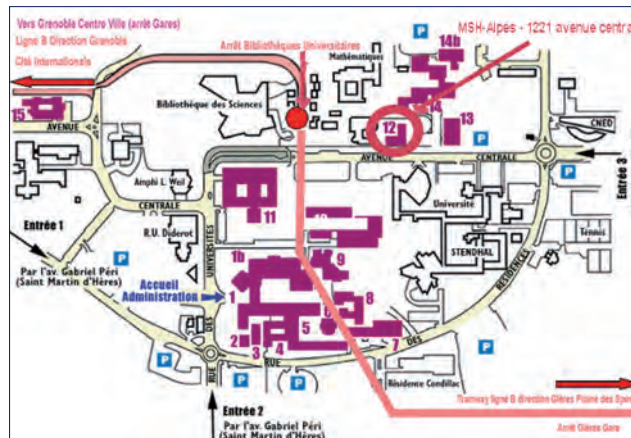 Vers Grenoble Centre Ville (arrêt Gares)
Ligne B Direction Grenoble
Cité Internationale
MSH-Alpes - 1221 avenue centra
Arrêt Bibliothèques Universitaires
Mathématiques
14b
14
Bibliothèque des Sciences
12
13
CNED
15
AVENUE
AVENUE
CENTRALE
Entrée 3
Amphi L. Weil
CENTRALE
Université
11
10
R.U. Diderot
STENDHAL
Tennis
Entrée 1
Par l'av. Gabriel Péri
(Saint Martin d'Hères)
UNIVERSITÉS
RÉSIDENCES
1b
9
Accueil
Administration
1
8
6
5
7
2
3
4
DES
DES
RUE
RUE
Résidence Condillac
Entrée 2
Par l'av. Gabriel Péri
(Saint Martin d'Hères)
Tramway ligne B direction Gières Plaine des Sports
Arrêt Gières Gare
P
P
P
P
P
P
P
P
P
P
P